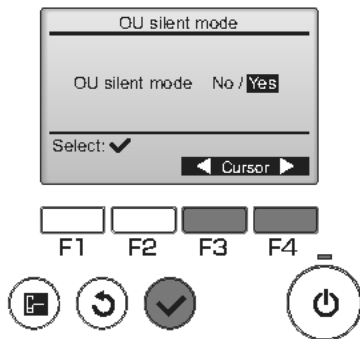 OU silent mode
OU silent mode No / Yes
Select: ✔
◀ Cursor ▶
F1 F2 F3 F4